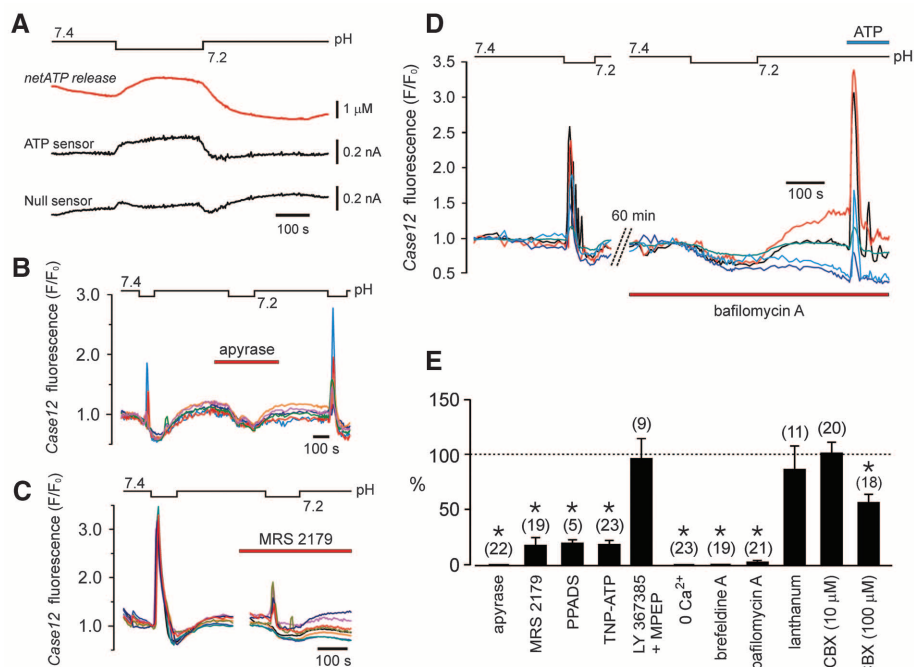 A
7.4
pH
7.2
netATP release
1 µM
ATP sensor
0.2 nA
Null sensor
0.2 nA
100 s
B
Case12 fluorescence (F/F₀)
3.0
2.0
1.0
7.4
pH
7.2
apyrase
100 s
C
Case12 fluorescence (F/F₀)
3.0
2.0
1.0
7.4
pH
7.2
MRS 2179
100 s
D
Case12 fluorescence (F/F₀)
ATP
7.4
7.2
7.4
7.2
pH
3.5
3.0
2.5
2.0
1.5
1.0
0.5
100 s
60 min
bafilomycin A
E
%
150
100
50
0
*
(22)
*
(19)
*
(5)
*
(23)
(9)
*
(23)
*
(19)
*
(21)
(11)
(20)
*
(18)
apyrase
MRS 2179
PPADS
TNP-ATP
LY 367385
+ MPEP
0 Ca²⁺
brefeldine A
bafilomycin A
lanthanum
CBX (10 µM)
CBX (100 µM)